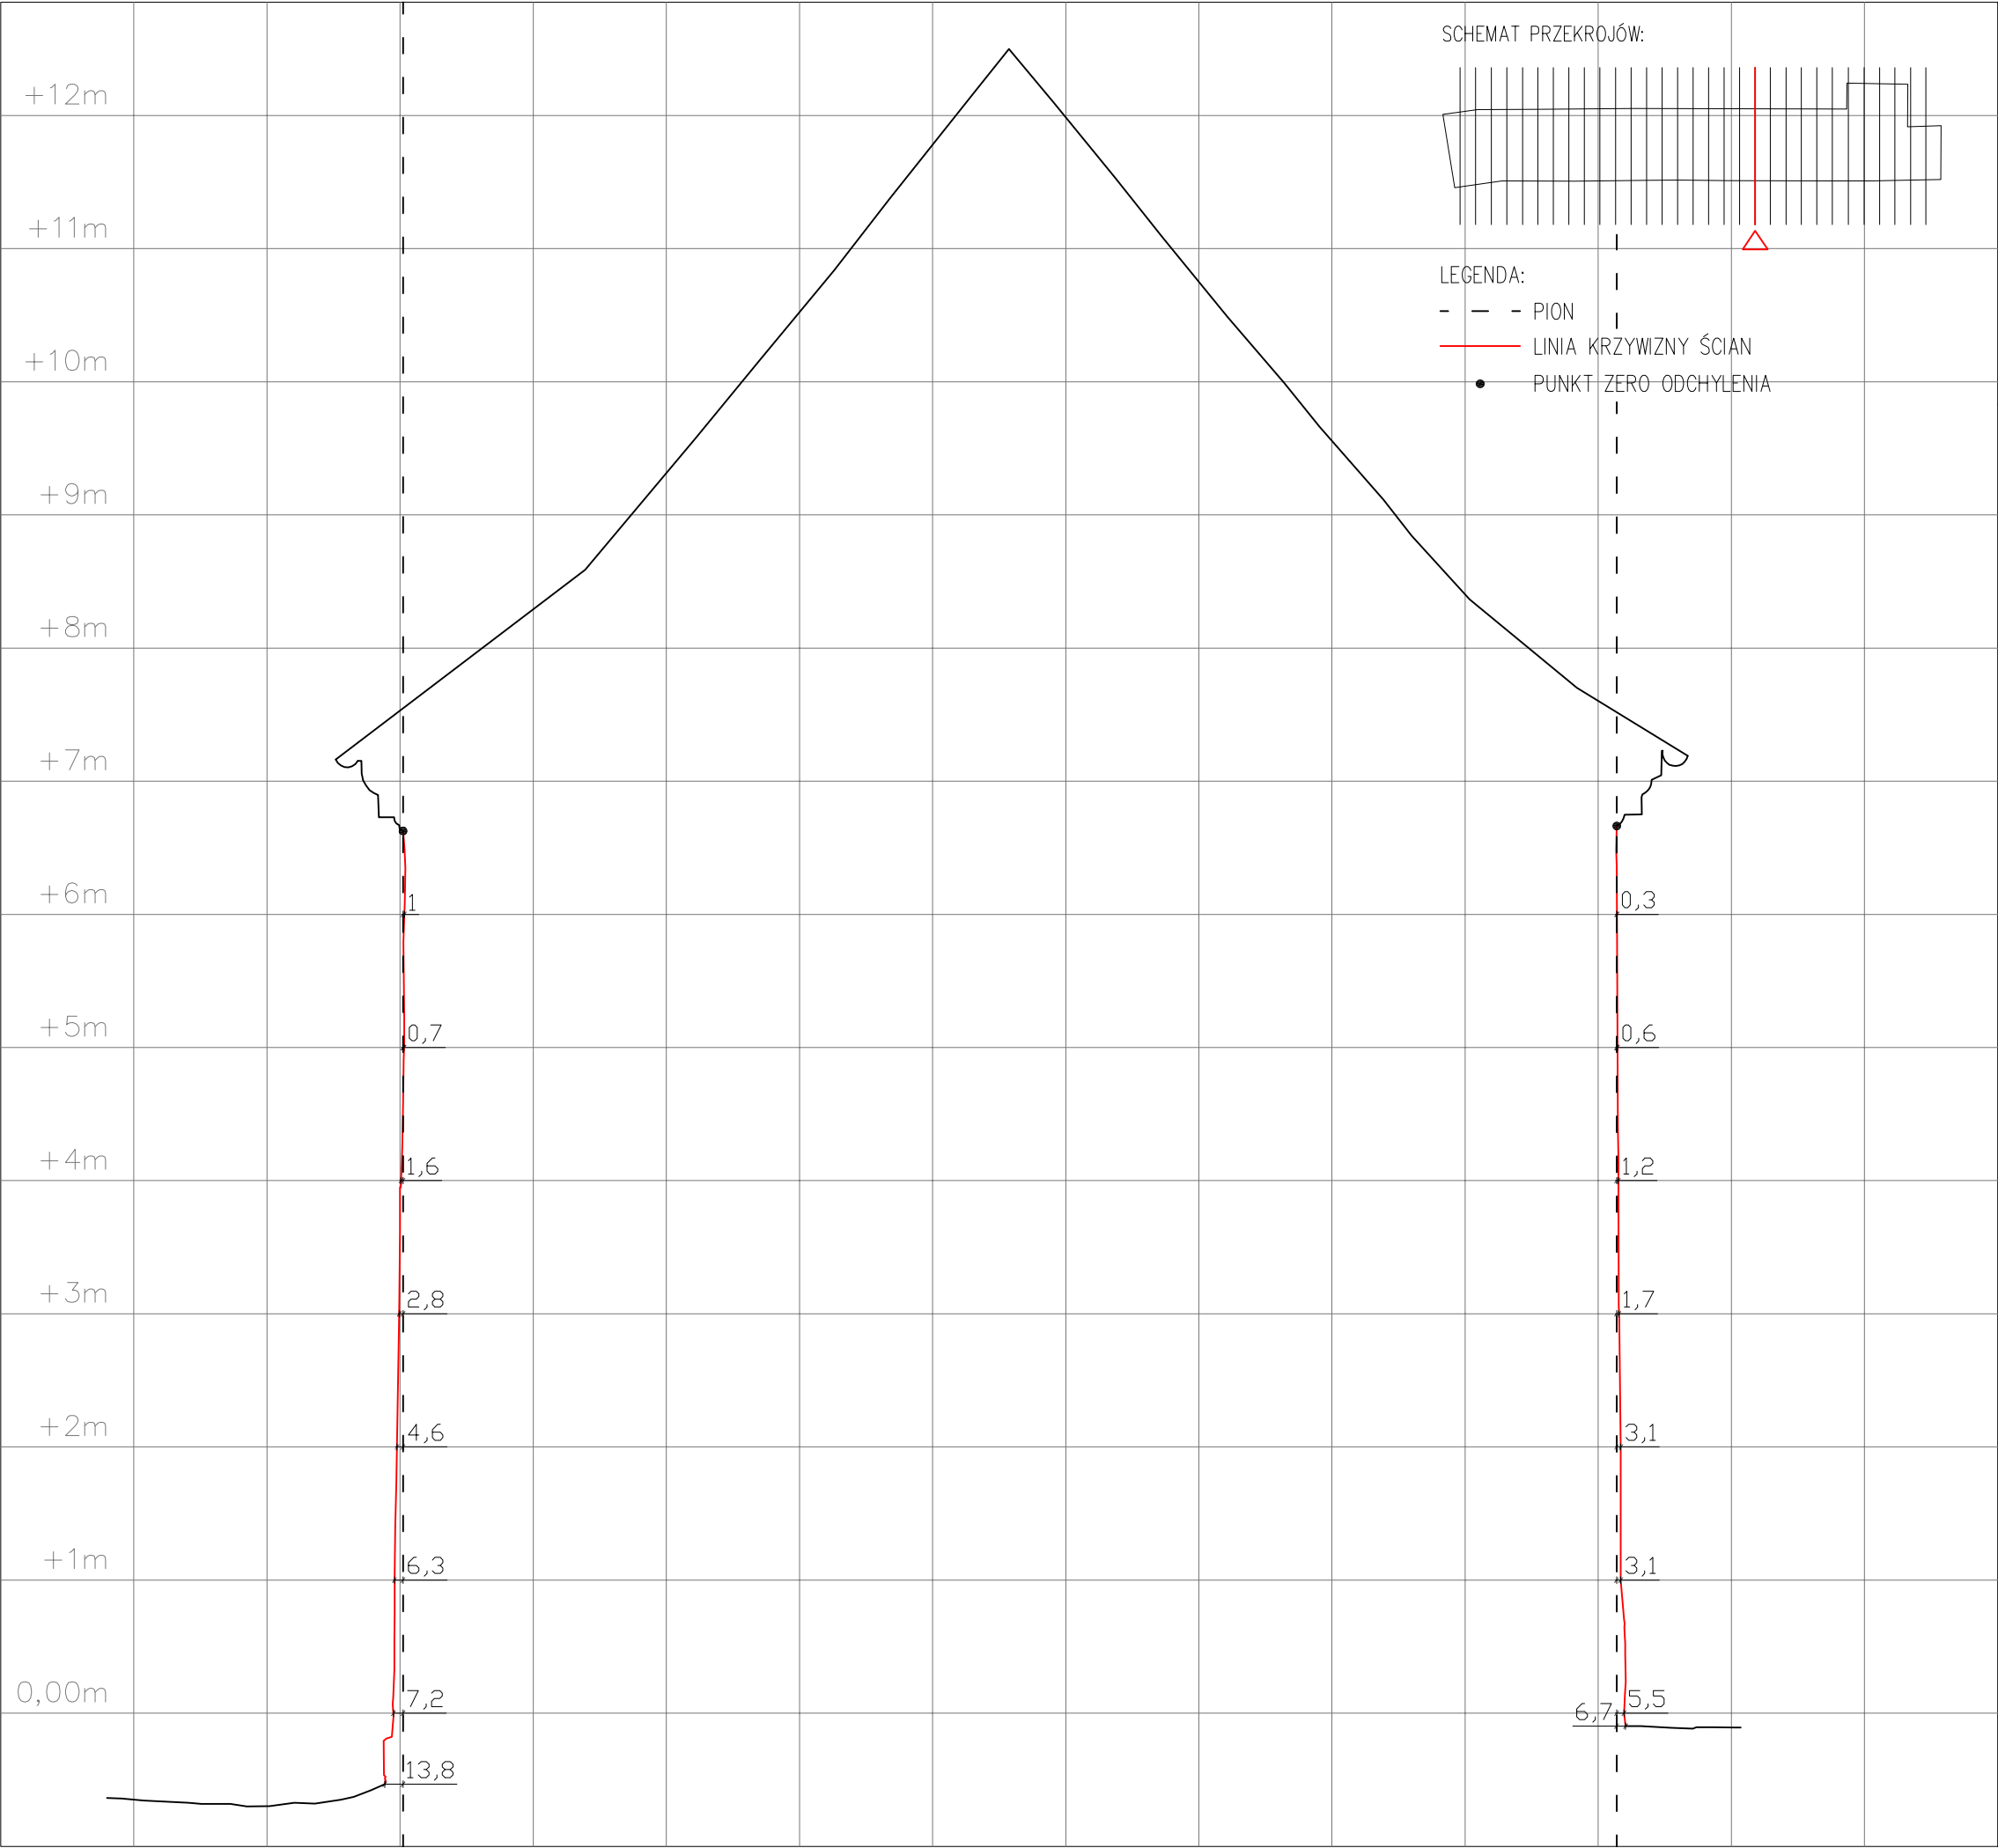 SCHEMAT PRZEKROJÓW:
+12m
+11m
LEGENDA:
PION
LINIA KRZYWIZNY ŚCIAN
+10m
PUNKT ZERO ODCHYLENIA
+9m
+8m
+7m
+6m 1 0,3
+5m 0,7 0,6
+4m 1,6 1,2
+3m 2,8 1,7
+2m 4,6 3,1
+1m 6,3 3,1
0,00m 7,2 6,7 5,5
13,8